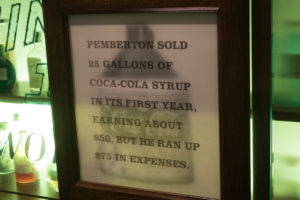 PEMBERTON SOLD
25 GALLONS OF
COCA-COLA SYRUP
IN ITS FIRST YEAR,
EARNING ABOUT
$50. BUT HE RAN UP
$75 IN EXPENSES.